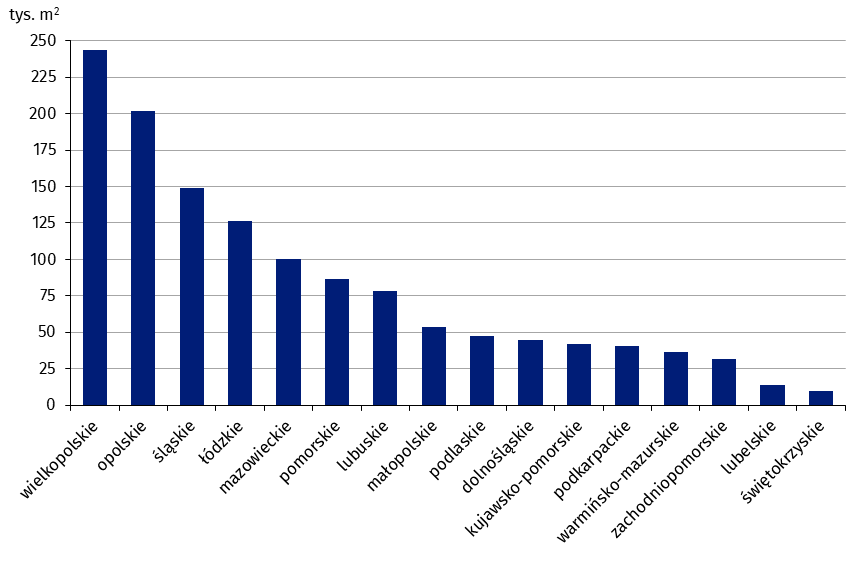 tys. m²
250
225
200
175
150
125
100
75
50
25
0
wielkopolskie
opolskie
śląskie
łódzkie
mazowieckie
pomorskie
lubuskie
małopolskie
podlaskie
dolnośląskie
kujawsko-pomorskie
podkarpackie
warmińsko-mazurskie
zachodniopomorskie
lubelskie
świętokrzyskie